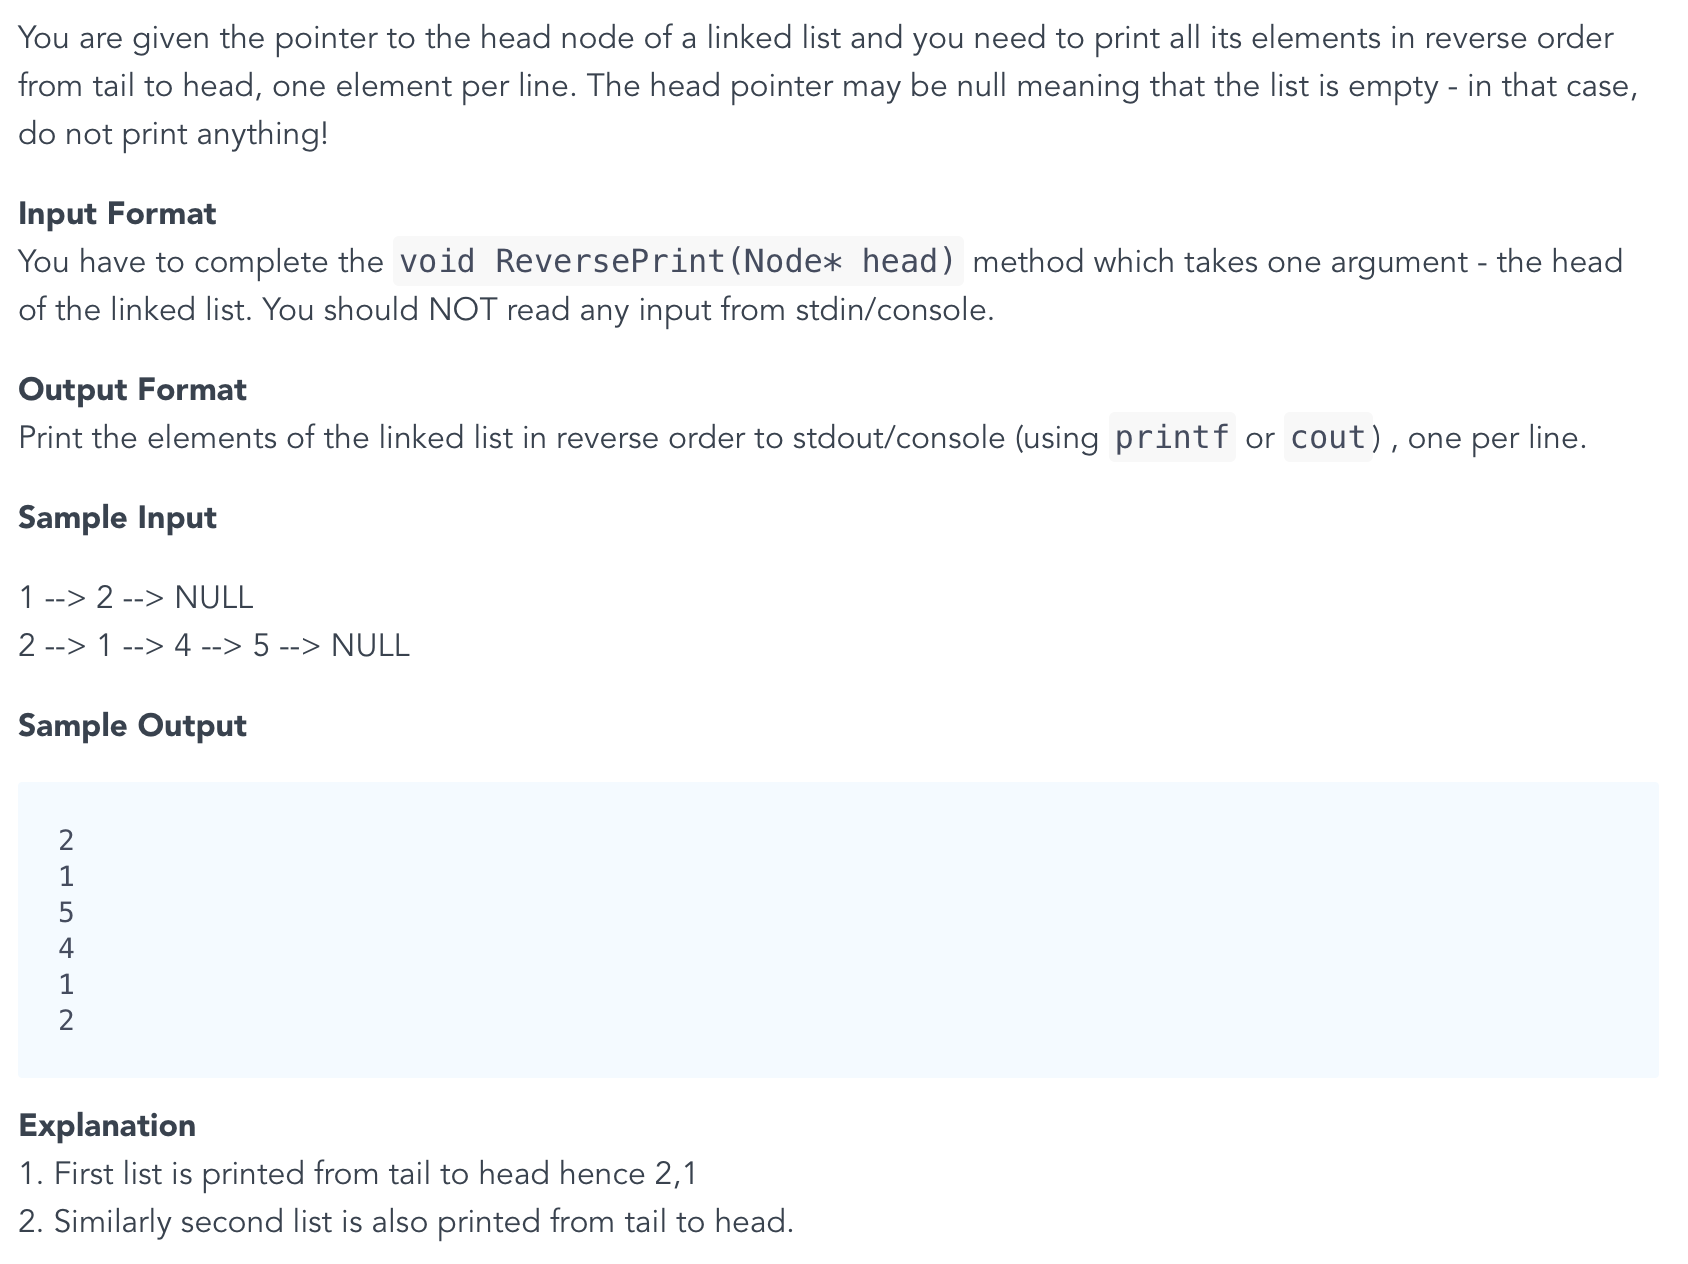 You are given the pointer to the head node of a linked list and you need to print all its elements in reverse order
from tail to head, one element per line. The head pointer may be null meaning that the list is empty - in that case,
do not print anything!
Input Format
You have to complete the void ReversePrint(Node* head) method which takes one argument - the head
of the linked list. You should NOT read any input from stdin/console.
Output Format
Print the elements of the linked list in reverse order to stdout/console (using printf or cout) , one per line.
Sample Input
1 --> 2 --> NULL
2 --> 1 --> 4 --> 5 --> NULL
Sample Output
2
1
5
4
1
2
Explanation
1. First list is printed from tail to head hence 2,1
2. Similarly second list is also printed from tail to head.